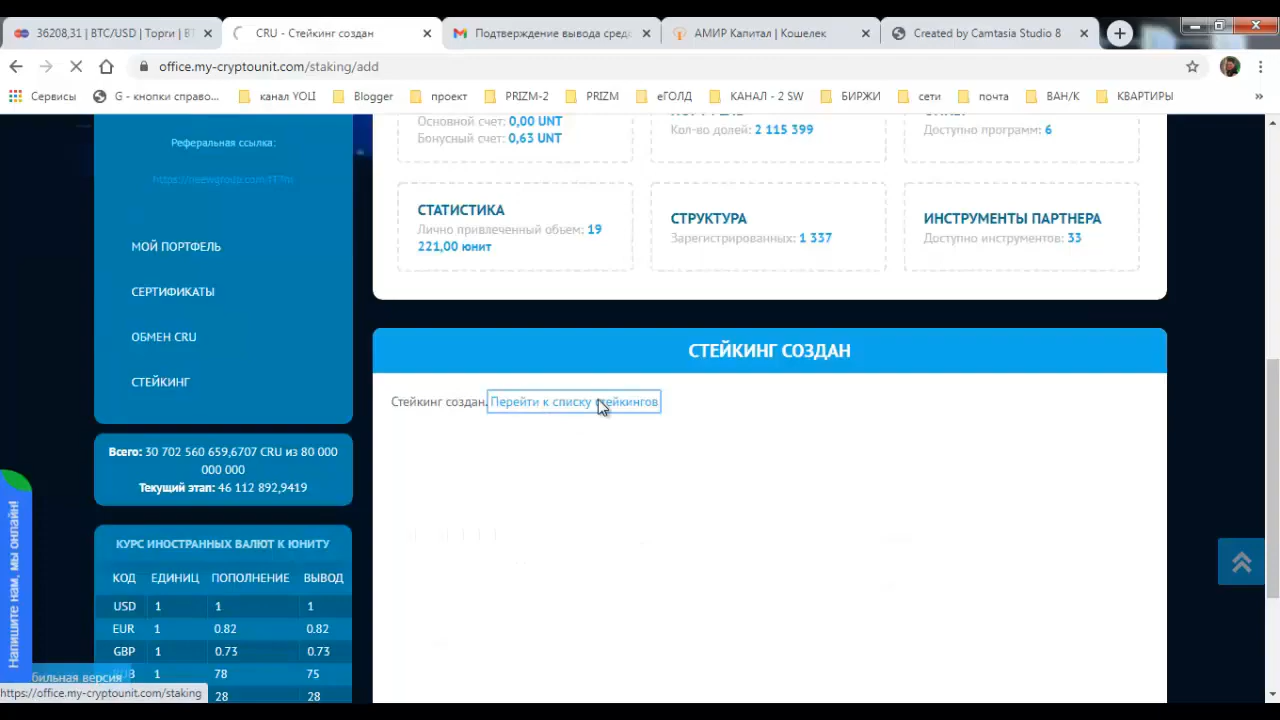 36208,31 | BTC/USD | Торги | BT
CRU - Стейкинг создан
Подтверждение вывода сред
АМИР Капитал | Кошелек
Created by Camtasia Studio 8
office.my-cryptounit.com/staking/add
Сервисы
G - кнопки справо...
канал YOLI
Blogger
проект
PRIZM-2
PRIZM
еГОЛД
КАНАЛ - 2 SW
БИРЖИ
сети
почта
ВАН/К
КВАРТИРЫ
»
Реферальная ссылка:
МОЙ ПОРТФЕЛЬ
СЕРТИФИКАТЫ
ОБМЕН CRU
СТЕЙКИНГ
Всего: 30 702 560 659,6707 CRU из 80 000
000 000
Текущий этап: 46 112 892,9419
КУРС ИНОСТРАННЫХ ВАЛЮТ К ЮНИТУ
КОД ЕДИНИЦ ПОПОЛНЕНИЕ ВЫВОД
USD 1 1 1
EUR 1 0.82 0.82
GBP 1 0.73 0.73
1 78 75
28 28
Основной счет: 0,00 UNT
Бонусный счет: 0,63 UNT
Кол-во долей: 2 115 399
Доступно программ: 6
СТАТИСТИКА
Лично привлеченный объем: 19
221,00 юнит
СТРУКТУРА
Зарегистрированных: 1 337
ИНСТРУМЕНТЫ ПАРТНЕРА
Доступно инструментов: 33
СТЕЙКИНГ СОЗДАН
Стейкинг создан. Перейти к списку стейкингов
Напишите нам, мы онлайн!
бильная версия
https://office.my-cryptounit.com/staking